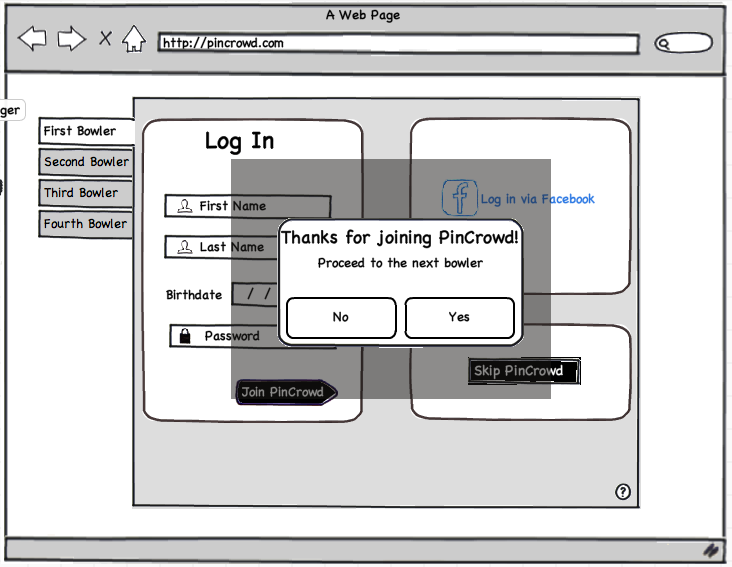 A Web Page
http://pincrowd.com
ger
First Bowler
Second Bowler
Third Bowler
Fourth Bowler
Log In
First Name
Last Name
Birthdate
/ /
Password
Join PinCrowd
Log in via Facebook
Thanks for joining PinCrowd!
Proceed to the next bowler
No
Yes
Skip PinCrowd
?